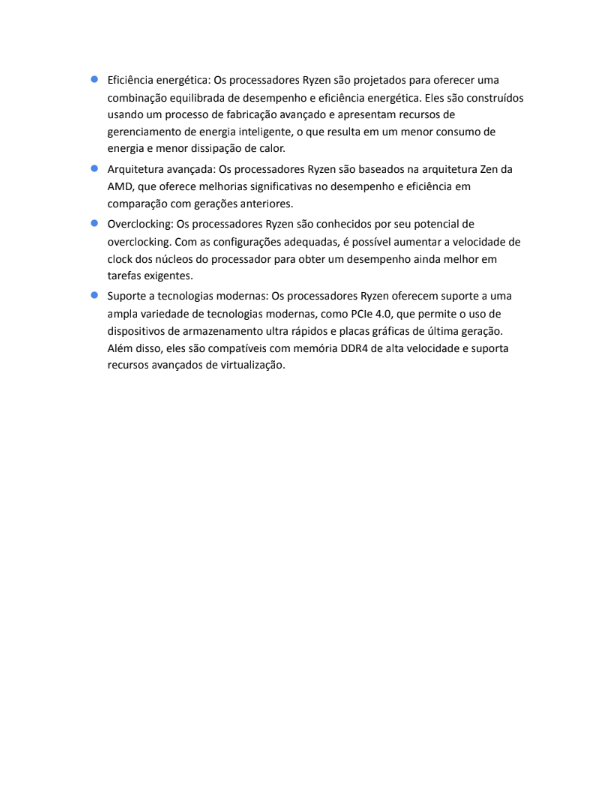 ● Eficiência energética: Os processadores Ryzen são projetados para oferecer uma
combinação equilibrada de desempenho e eficiência energética. Eles são construídos
usando um processo de fabricação avançado e apresentam recursos de
gerenciamento de energia inteligente, o que resulta em um menor consumo de
energia e menor dissipação de calor.
● Arquitetura avançada: Os processadores Ryzen são baseados na arquitetura Zen da
AMD, que oferece melhorias significativas no desempenho e eficiência em
comparação com gerações anteriores.
● Overclocking: Os processadores Ryzen são conhecidos por seu potencial de
overclocking. Com as configurações adequadas, é possível aumentar a velocidade de
clock dos núcleos do processador para obter um desempenho ainda melhor em
tarefas exigentes.
● Suporte a tecnologias modernas: Os processadores Ryzen oferecem suporte a uma
ampla variedade de tecnologias modernas, como PCIe 4.0, que permite o uso de
dispositivos de armazenamento ultra rápidos e placas gráficas de última geração.
Além disso, eles são compatíveis com memória DDR4 de alta velocidade e suporta
recursos avançados de virtualização.